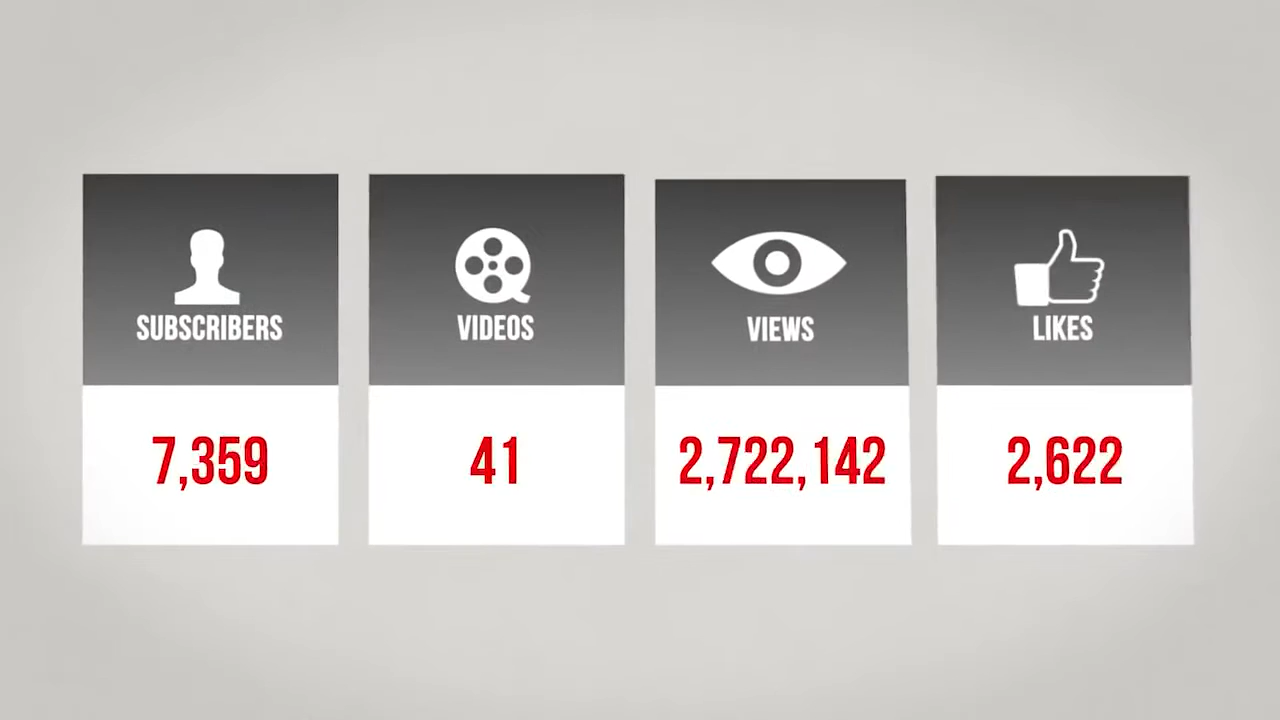 SUBSCRIBERS
7,359
VIDEOS
41
VIEWS
2,722,142
LIKES
2,622